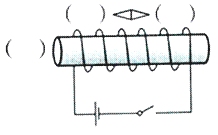 (　　) (　　)
(　　)